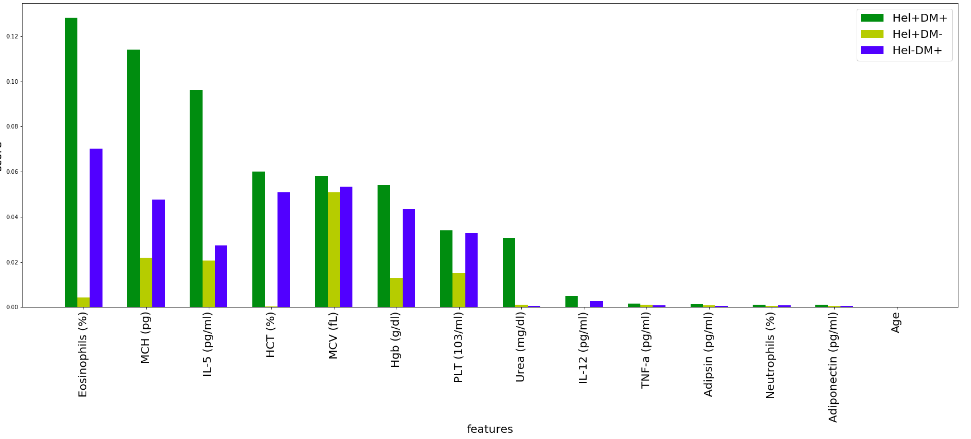 Hel+DM+
Hel+DM-
Hel-DM+
0.12
0.10
0.08
0.06
0.04
0.02
0.00
Eosinophils (%)
MCH (pg)
IL-5 (pg/ml)
HCT (%)
MCV (fL)
Hgb (g/dl)
PLT (103/ml)
Urea (mg/dl)
IL-12 (pg/ml)
TNF-a (pg/ml)
Adipsin (pg/ml)
Neutrophils (%)
Adiponectin (pg/ml)
Age
features